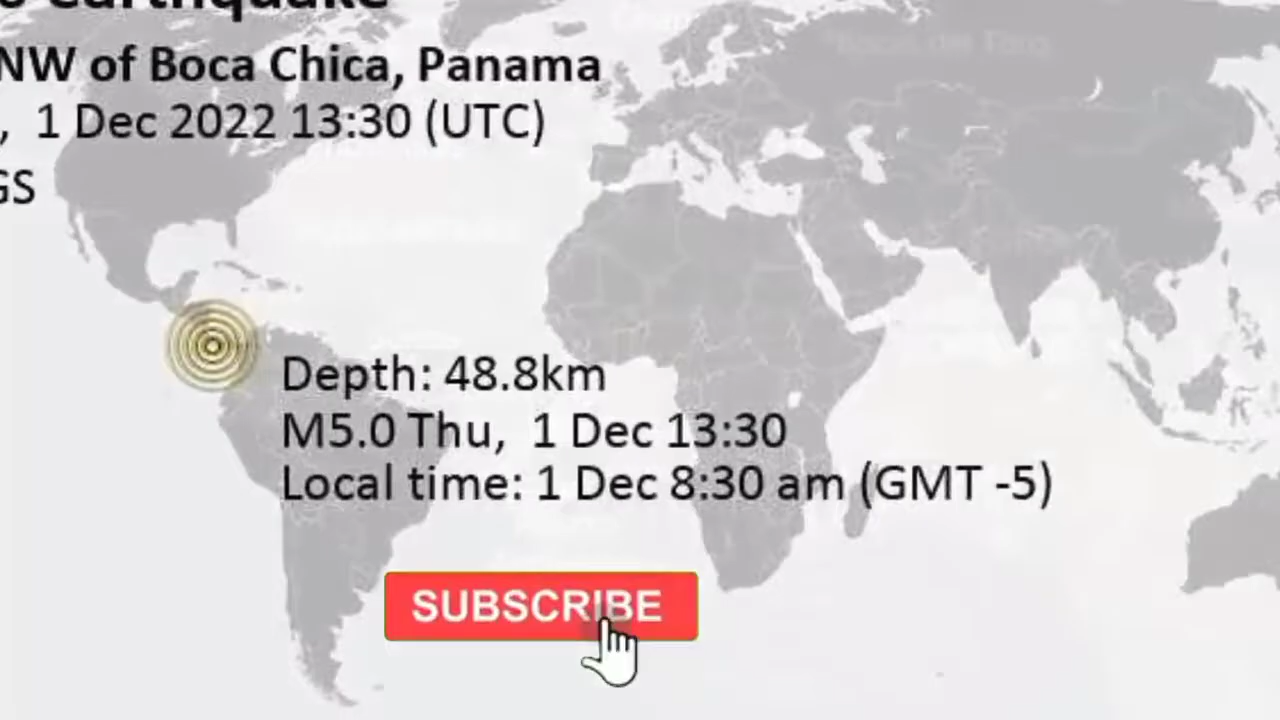 earthquake
NW of Boca Chica, Panama
, 1 Dec 2022 13:30 (UTC)
GS
Depth: 48.8km
M5.0 Thu, 1 Dec 13:30
Local time: 1 Dec 8:30 am (GMT -5)
SUBSCRIBE